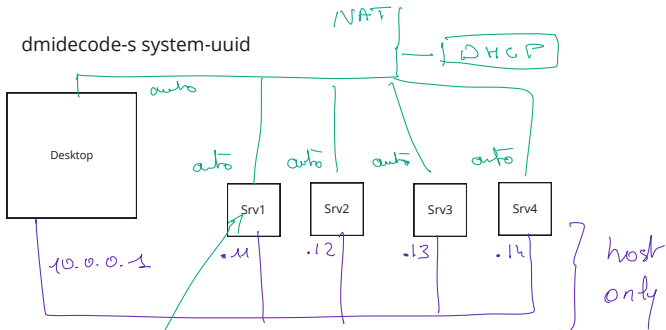 NAT
dmidecode-s system-uuid
DHCP
auto
Desktop
auto
auto
auto
auto
Srv1
Srv2
Srv3
Srv4
10.0.0.1
.11
.12
.13
.14
host
only